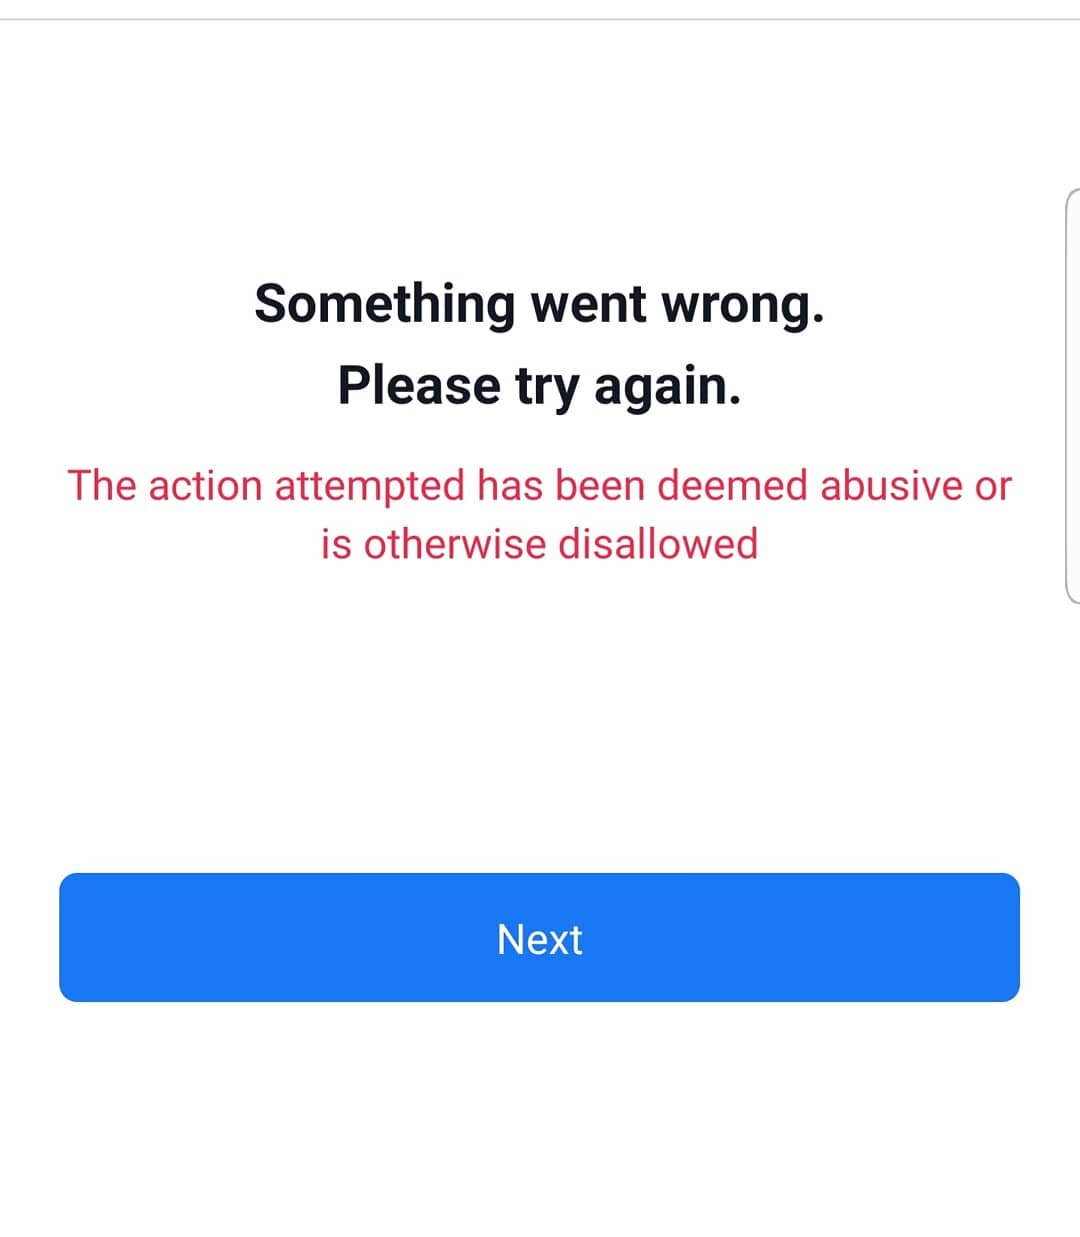 Something went wrong.
Please try again.
The action attempted has been deemed abusive or
is otherwise disallowed
Next